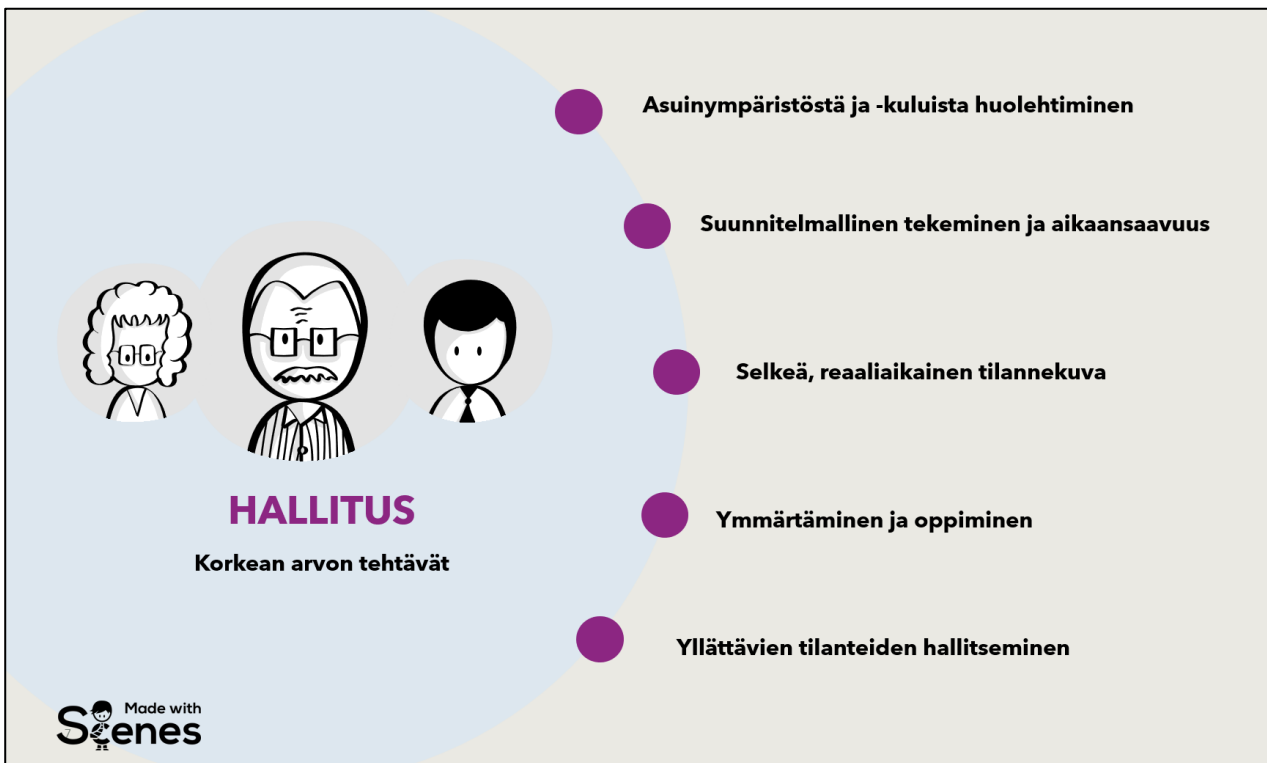 Asuinympäristöstä ja -kuluista huolehtiminen
Suunnitelmallinen tekeminen ja aikaansaavuus
Selkeä, reaaliaikainen tilannekuva
HALLITUS
Korkean arvon tehtävät
Ymmärtäminen ja oppiminen
Yllättävien tilanteiden hallitseminen
Made with
Scenes
7